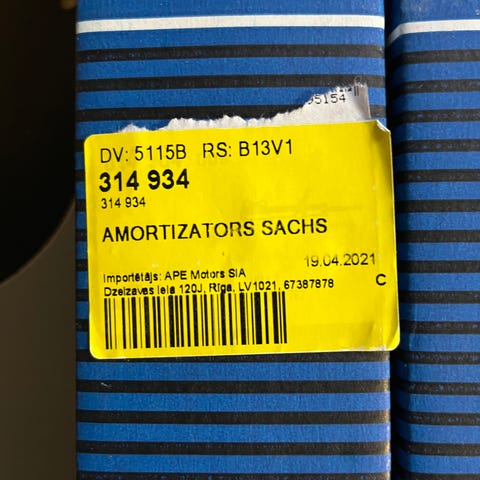 95154
DV: 5115B RS: B13V1
314 934
314 934
AMORTIZATORS SACHS
19.04.2021
Importētājs: APE Motors SIA
C
Dzelzavas iela 120J, Rīga, LV1021, 67387878